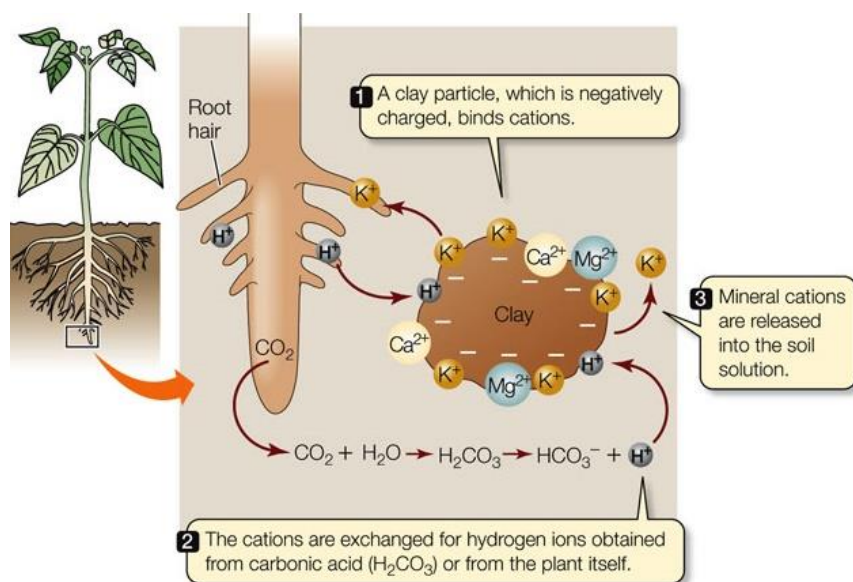 1 A clay particle, which is negatively
charged, binds cations.
Root
hair
K⁺
H⁺
H⁺
K⁺
K⁺
Ca²⁺
Mg²⁺
K⁺
K⁺
H⁺
Clay
Ca²⁺
K⁺
Mg²⁺
K⁺
H⁺
3 Mineral cations
are released
into the soil
solution.
CO₂
CO₂ + H₂O → H₂CO₃ → HCO₃⁻ + H⁺
2 The cations are exchanged for hydrogen ions obtained
from carbonic acid (H₂CO₃) or from the plant itself.